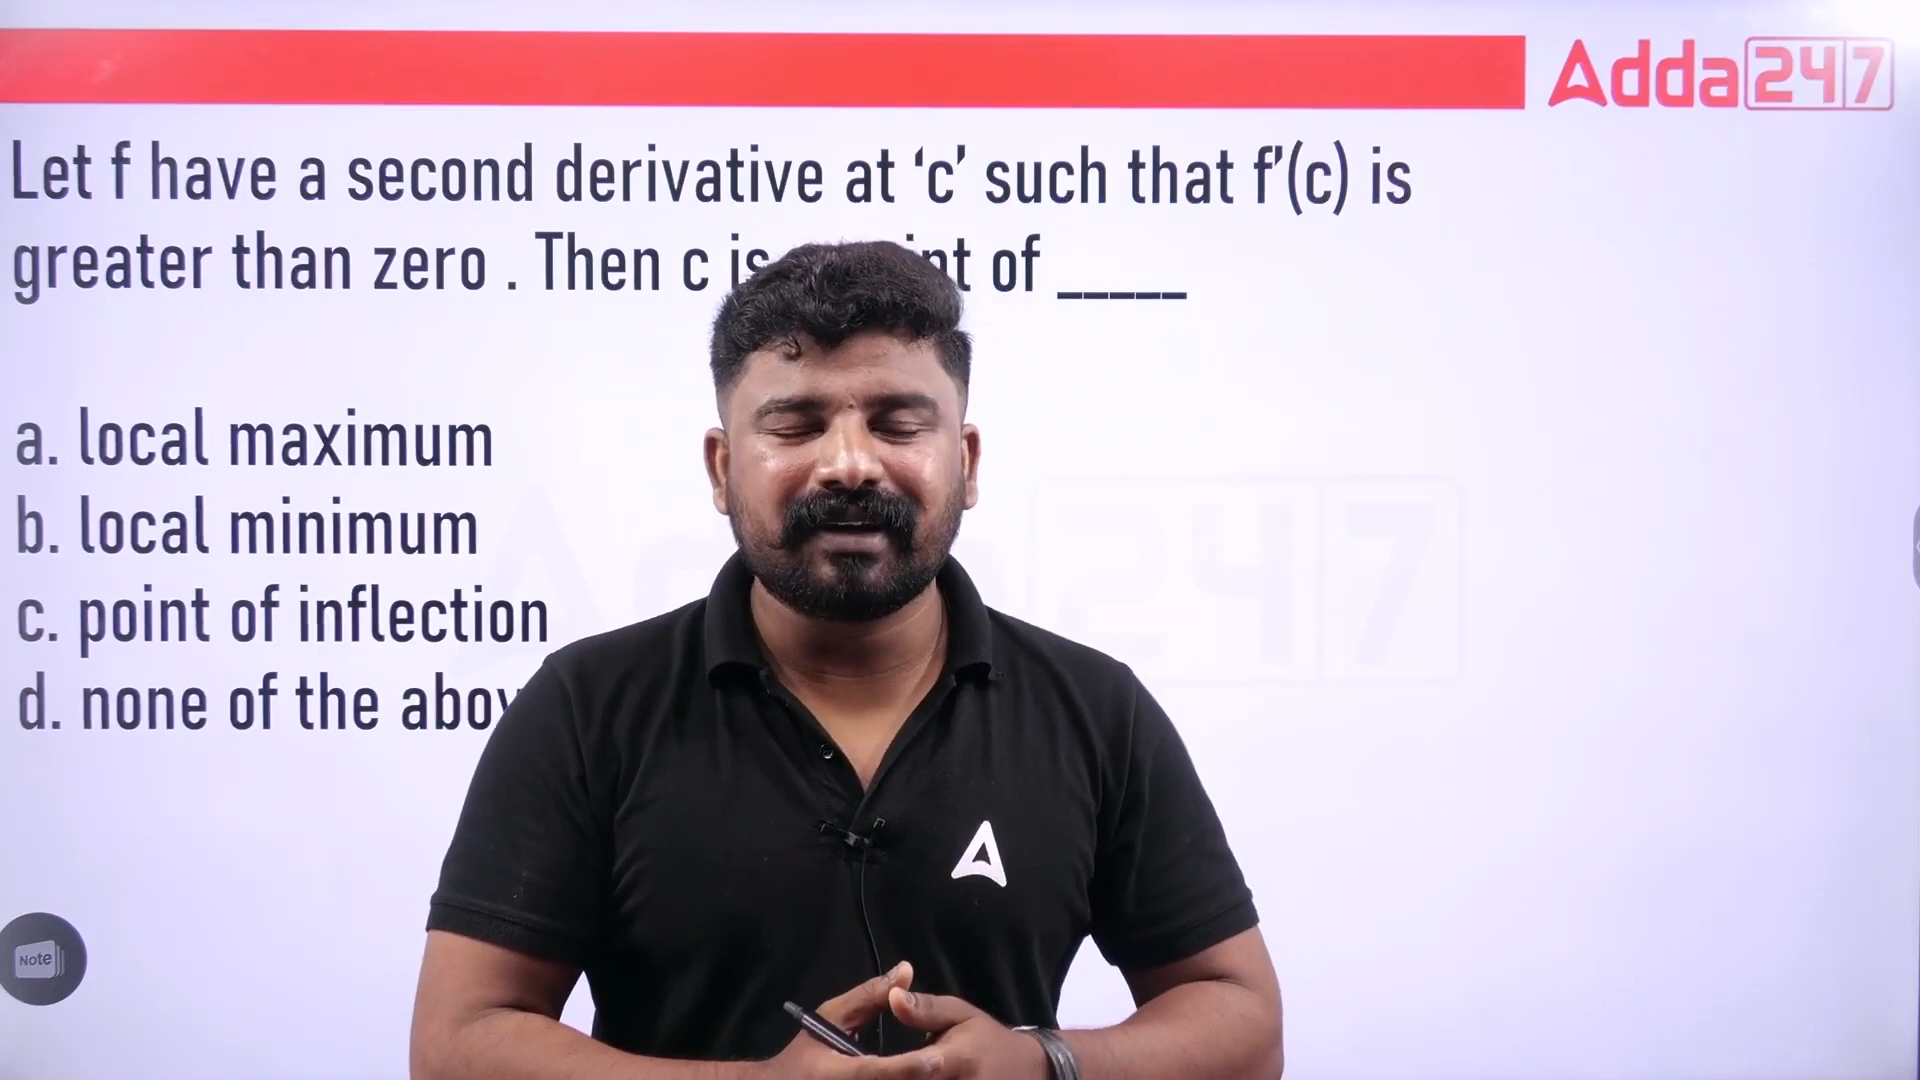 Adda247
Let f have a second derivative at ‘c’ such that f’(c) is
greater than zero . Then c is of _____
a. local maximum
b. local minimum
c. point of inflection
d. none of the
Note